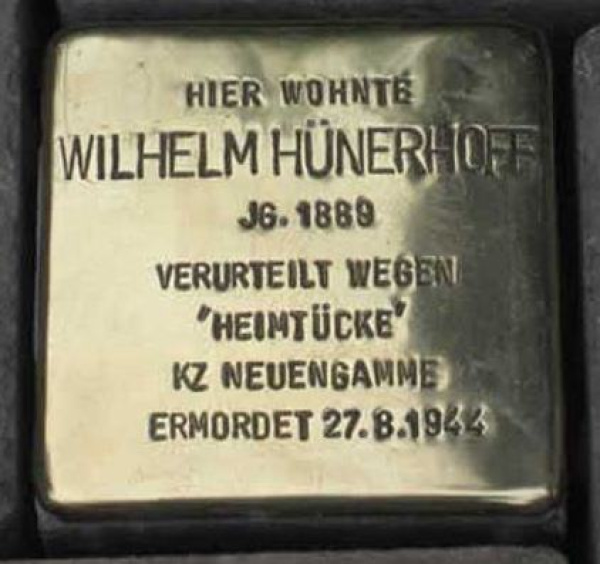 HIER WOHNTE
WILHELM HÜNERHOFF
JG. 1889
VERURTEILT WEGEN
"HEIMTÜCKE"
KZ NEUENGAMME
ERMORDET 27.8.1944